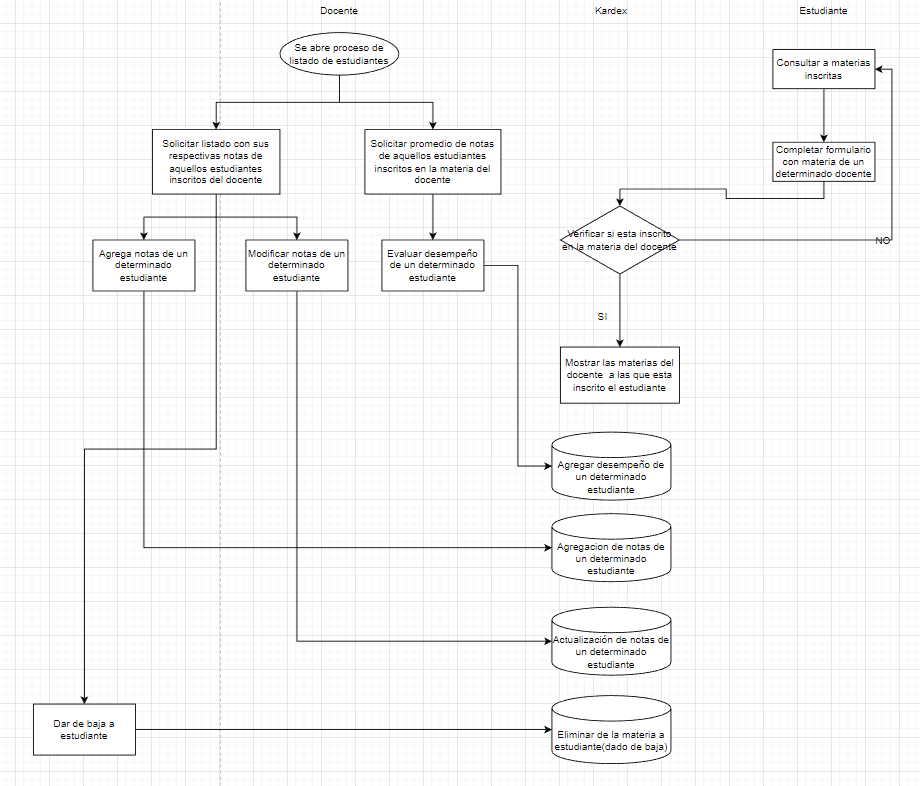 Docente
Kardex
Estudiante
Se abre proceso de
listado de estudiantes
Consultar a materias
inscritas
Solicitar listado con sus
respectivas notas de
aquellos estudiantes
inscritos del docente
Solicitar promedio de notas
de aquellos estudiantes
inscritos en la materia del
docente
Completar formulario
con materia de un
determinado docente
Verificar si esta inscrito
en la materia del docente
NO
Agrega notas de un
determinado
estudiante
Modificar notas de un
determinado
estudiante
Evaluar desempeño
de un determinado
estudiante
SI
Mostrar las materias del
docente a las que esta
inscrito el estudiante
Agregar desempeño de
un determinado
estudiante
Agregacion de notas de
un determinado
estudiante
Actualización de notas de
un determinado
estudiante
Dar de baja a
estudiante
Eliminar de la materia a
estudiante(dado de baja)